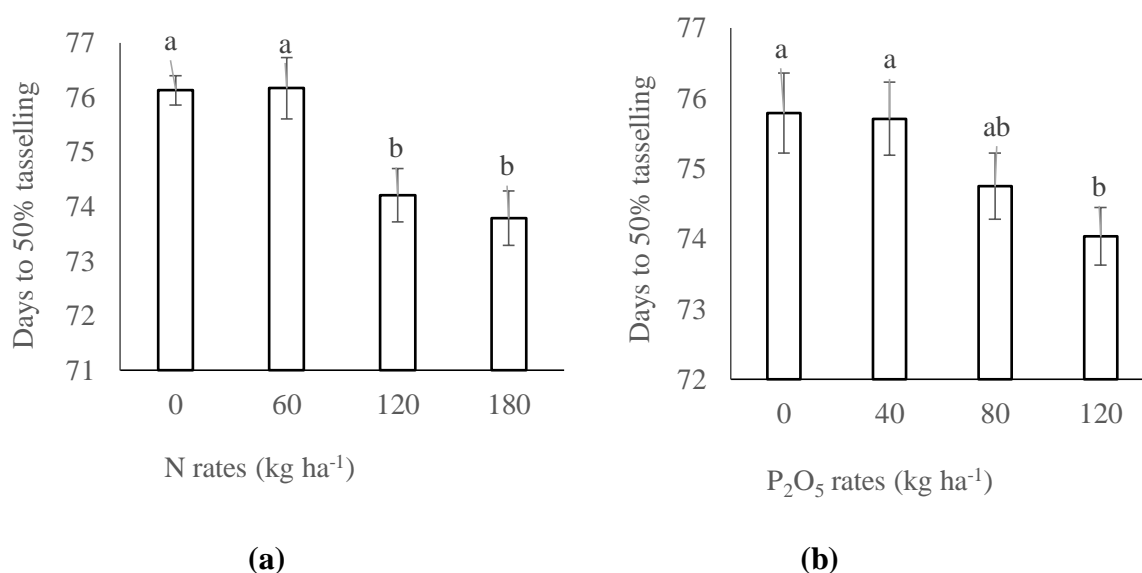 Days to 50% tasselling
77
76
75
74
73
72
71
a
a
b
b
0 60 120 180
N rates (kg ha-1)
(a)
Days to 50% tasselling
77
76
75
74
73
72
a
a
ab
b
0 40 80 120
P2O5 rates (kg ha-1)
(b)